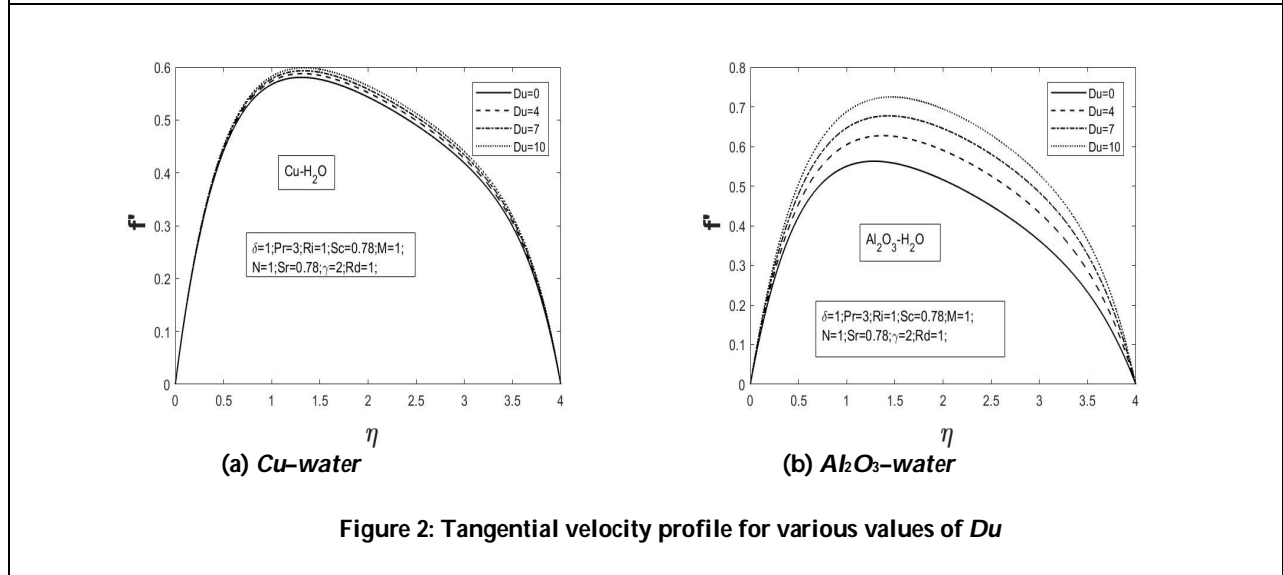 0.6
0.5
0.4
0.3
0.2
0.1
0
f'
Du=0
Du=4
Du=7
Du=10
Cu-H₂O
δ=1;Pr=3;Ri=1;Sc=0.78,M=1;
N=1;Sr=0.78;γ=2;Rd=1;
0 0.5 1 1.5 2 2.5 3 3.5 4
η
(a) Cu–water
0.8
0.7
0.6
0.5
0.4
0.3
0.2
0.1
0
f'
Du=0
Du=4
Du=7
Du=10
Al₂O₃-H₂O
δ=1;Pr=3;Ri=1;Sc=0.78;M=1;
N=1;Sr=0.78;γ=2;Rd=1;
0 0.5 1 1.5 2 2.5 3 3.5 4
η
(b) Al₂O₃–water
Figure 2: Tangential velocity profile for various values of Du